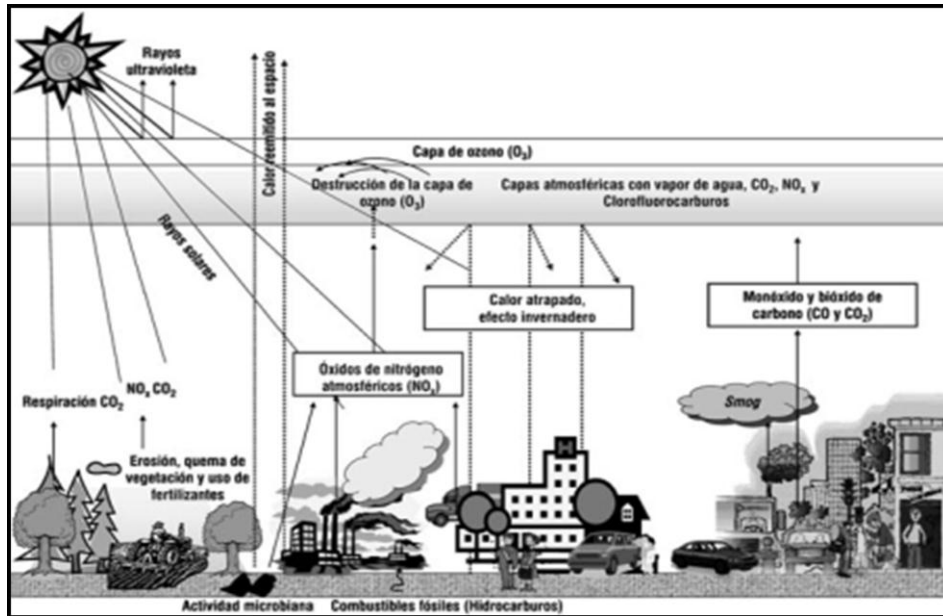 Rayos
ultravioleta
Calor reemitido al espacio
Capa de ozono (O₃)
Destrucción de la capa de
ozono (O₃)
Capas atmosféricas con vapor de agua, CO₂, NOₓ y
Clorofluorocarburos
Rayos solares
Calor atrapado,
efecto invernadero
Monóxido y bióxido de
carbono (CO y CO₂)
Óxidos de nitrógeno
atmosféricos (NOₓ)
Respiración CO₂
NOₓ CO₂
Smog
Erosión, quema de
vegetación y uso de
fertilizantes
H
Actividad microbiana
Combustibles fósiles (Hidrocarburos)